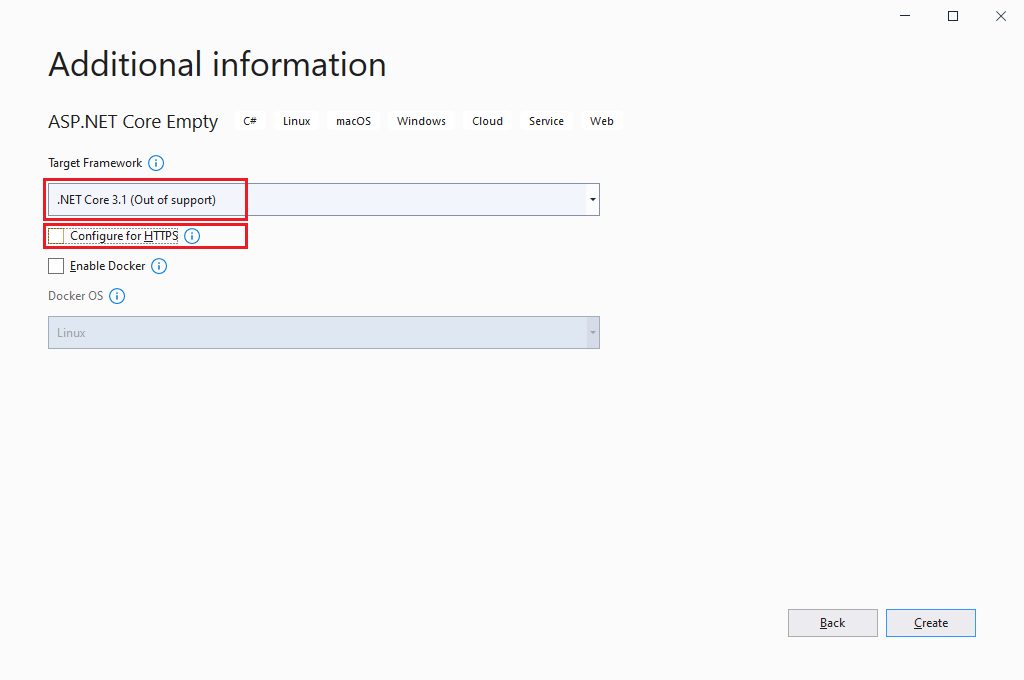 Additional information
ASP.NET Core Empty C# Linux macOS Windows Cloud Service Web
Target Framework
.NET Core 3.1 (Out of support)
Configure for HTTPS
Enable Docker
Docker OS
Linux
Back Create